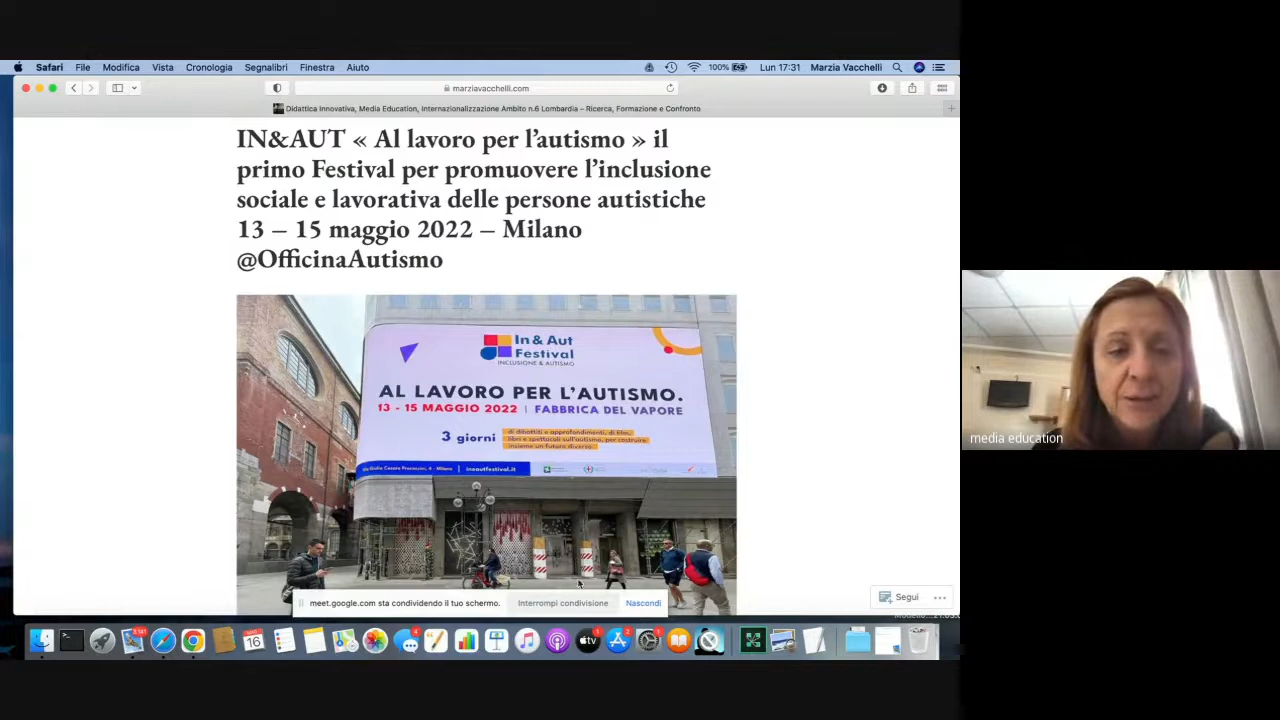 Safari File Modifica Vista Cronologia Segnalibri Finestra Aiuto 100% Lun 17:31 Marzia Vacchelli
marziavacchelli.com
Didattica Innovativa, Media Education, Internazionalizzazione Ambito n.6 Lombardia – Ricerca, Formazione e Confronto
IN&AUT « Al lavoro per l’autismo » il
primo Festival per promuovere l’inclusione
sociale e lavorativa delle persone autistiche
13 – 15 maggio 2022 – Milano
@OfficinaAutismo
In & Aut
Festival
INCLUSIONE & AUTISMO
AL LAVORO PER L’AUTISMO.
13 - 15 MAGGIO 2022 | FABBRICA DEL VAPORE
3 giorni
di dibattiti e approfondimenti, di film,
libri e spettacoli sull’autismo, per costruire
insieme un futuro diverso.
via Giulio Cesare Procaccini, 4 - Milano | inautfestival.it
media education
Segui
meet.google.com sta condividendo il tuo schermo. Interrompi condivisione Nascondi
16
tv